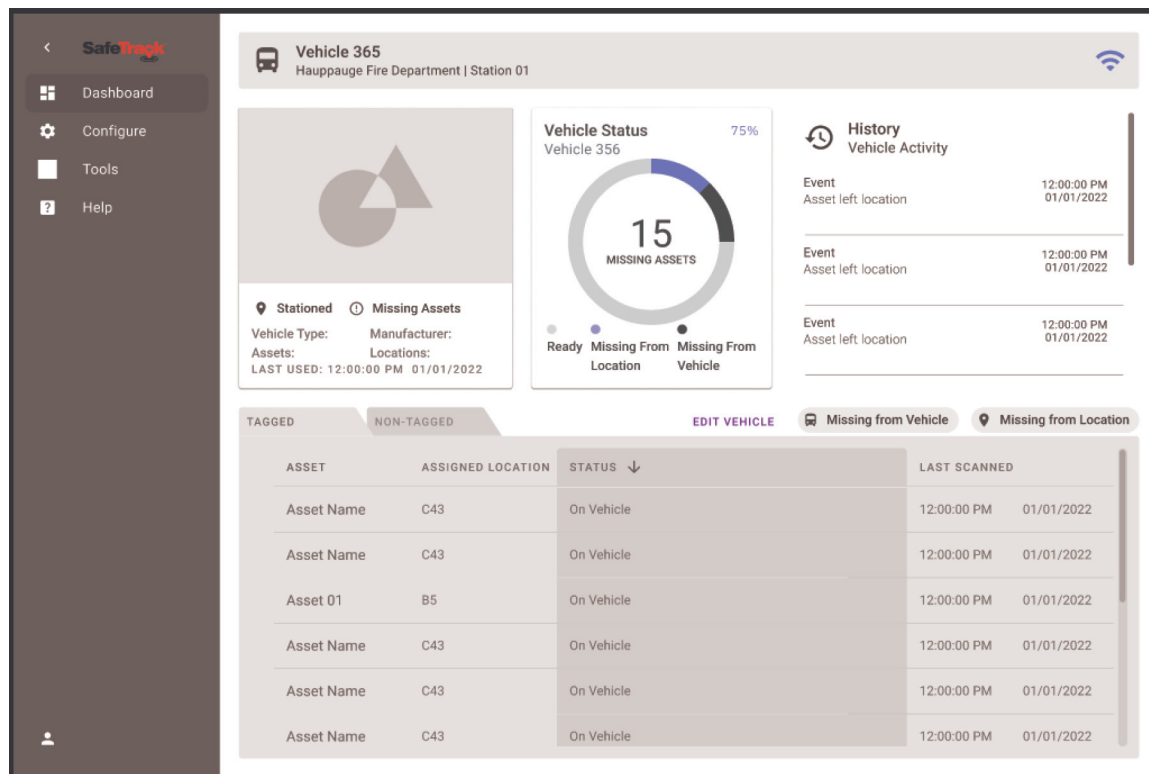 SafeTrack
Dashboard
Configure
Tools
? Help
Vehicle 365
Hauppauge Fire Department | Station 01
Stationed
Missing Assets
Vehicle Type: Manufacturer:
Assets: Locations:
LAST USED: 12:00:00 PM 01/01/2022
Vehicle Status 75%
Vehicle 356
15
MISSING ASSETS
Ready Missing From Location Missing From Vehicle
History
Vehicle Activity
Event 12:00:00 PM
Asset left location 01/01/2022
Event 12:00:00 PM
Asset left location 01/01/2022
Event 12:00:00 PM
Asset left location 01/01/2022
TAGGED NON-TAGGED EDIT VEHICLE Missing from Vehicle Missing from Location
ASSET ASSIGNED LOCATION STATUS LAST SCANNED
Asset Name C43 On Vehicle 12:00:00 PM 01/01/2022
Asset Name C43 On Vehicle 12:00:00 PM 01/01/2022
Asset 01 B5 On Vehicle 12:00:00 PM 01/01/2022
Asset Name C43 On Vehicle 12:00:00 PM 01/01/2022
Asset Name C43 On Vehicle 12:00:00 PM 01/01/2022
Asset Name C43 On Vehicle 12:00:00 PM 01/01/2022